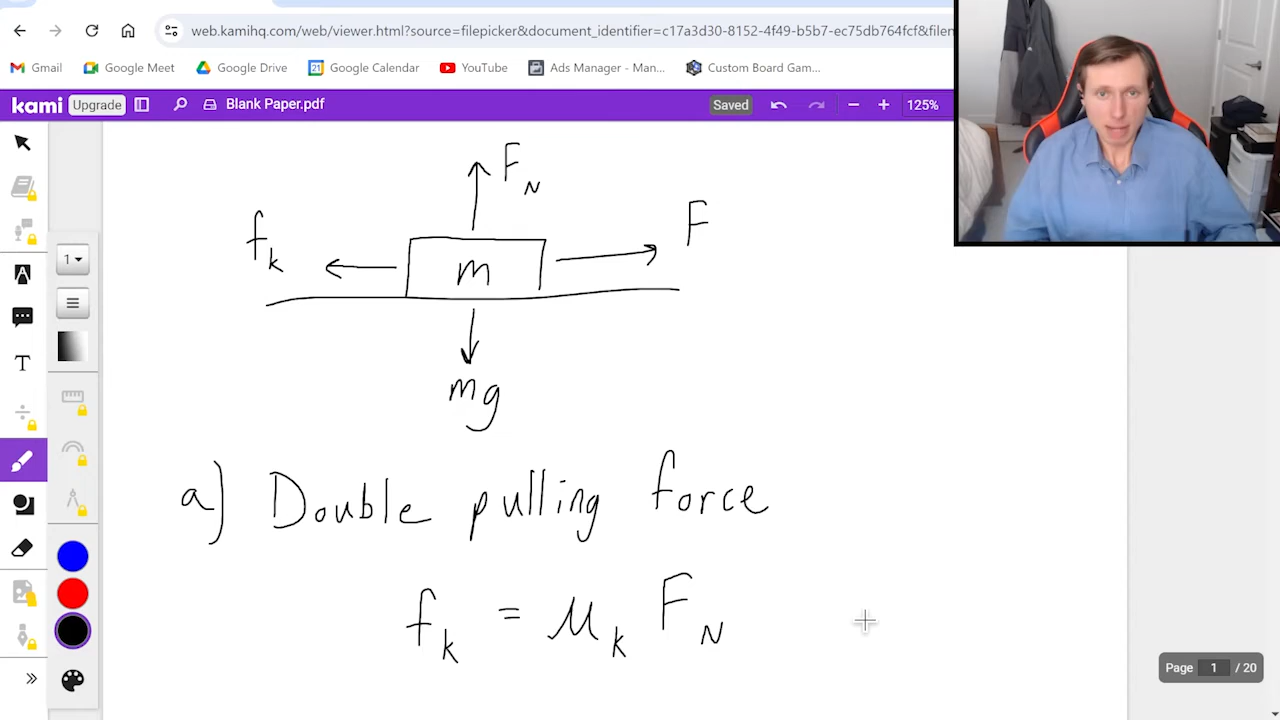 web.kamihq.com/web/viewer.html?source=filepicker&document_identifier=c17a3d30-8152-4f49-b5b7-ec75db764fcf&filen
Gmail Google Meet Google Drive 21 Google Calendar YouTube Ads Manager - Man... Custom Board Gam...
kami Upgrade Blank Paper.pdf Saved 125%
F_N
f_k
F
1
m
mg
A
T
a) Double pulling force
f_k = μ_k F_N
Page 1 / 20